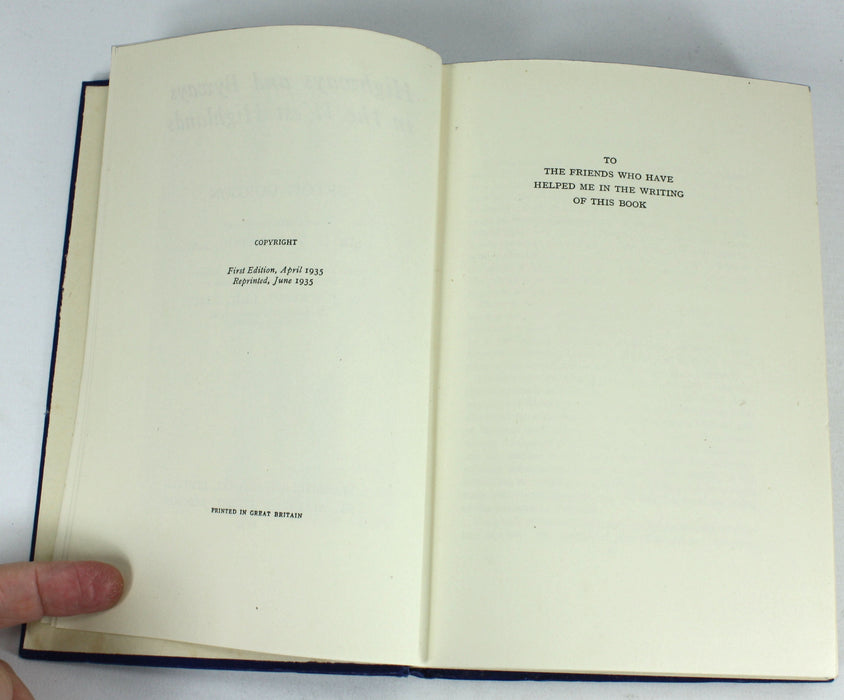 COPYRIGHT
First Edition, April 1935
Reprinted, June 1935
PRINTED IN GREAT BRITAIN
TO
THE FRIENDS WHO HAVE
HELPED ME IN THE WRITING
OF THIS BOOK